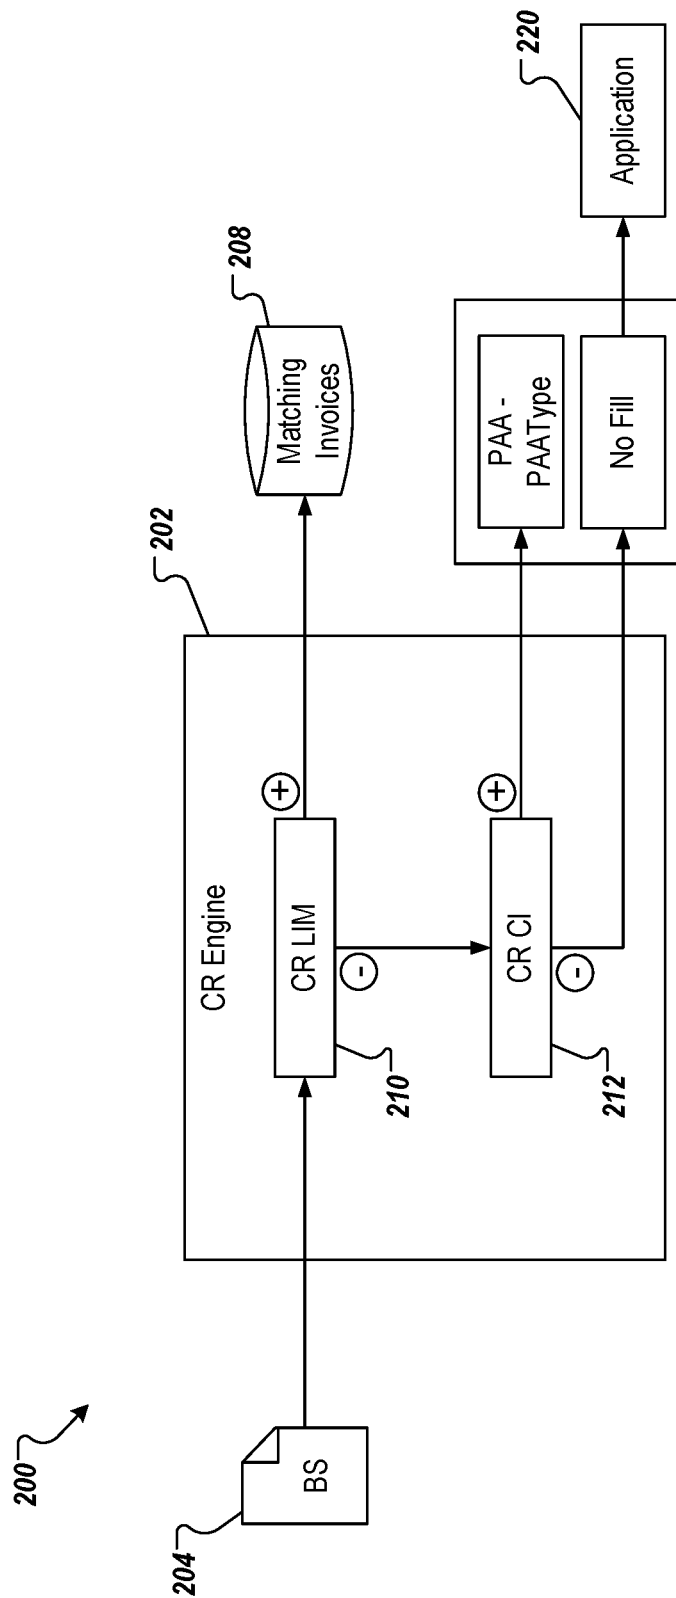 200
204
BS
202
CR Engine
CR LIM
+
-
210
CR CI
+
-
212
208
Matching
Invoices
PAA -
PAAType
No Fill
220
Application